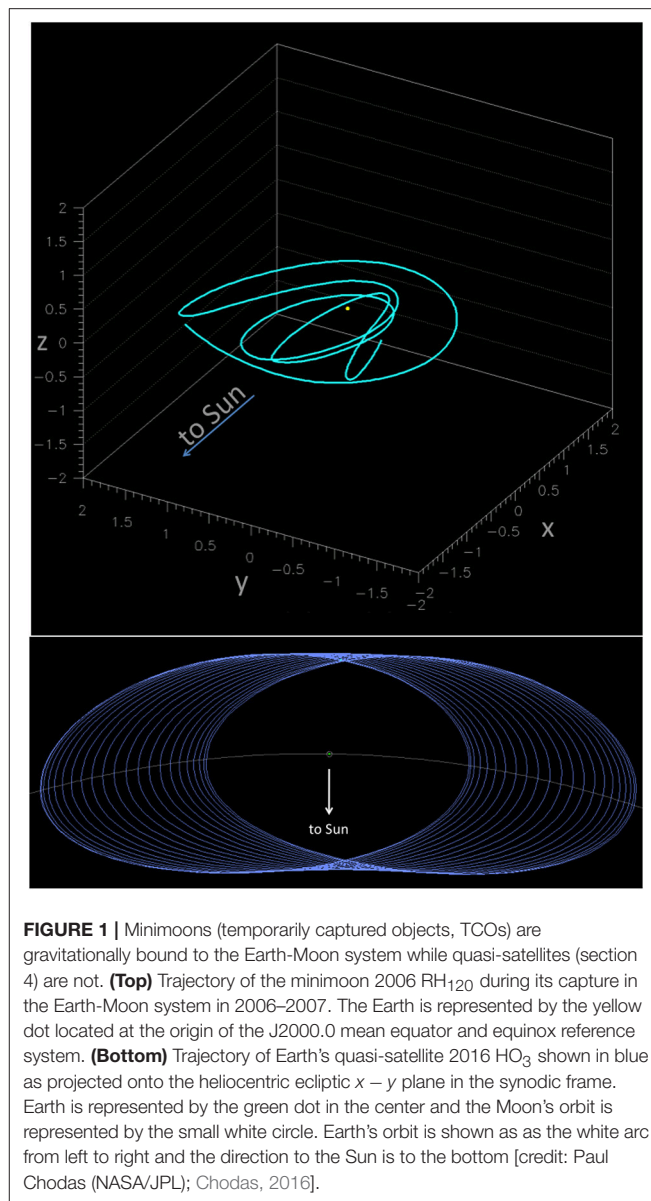 2
1.5
1
0.5
z 0
−0.5
−1
−1.5
−2
to Sun
2
1.5
1
0.5
0
−0.5
−1
−1.5
−2
y
2
1.5
1
0.5
0
−0.5
−1
−1.5
−2
x
to Sun
FIGURE 1 | Minimoons (temporarily captured objects, TCOs) are
gravitationally bound to the Earth-Moon system while quasi-satellites (section
4) are not. (Top) Trajectory of the minimoon 2006 RH120 during its capture in
the Earth-Moon system in 2006–2007. The Earth is represented by the yellow
dot located at the origin of the J2000.0 mean equator and equinox reference
system. (Bottom) Trajectory of Earth's quasi-satellite 2016 HO3 shown in blue
as projected onto the heliocentric ecliptic x − y plane in the synodic frame.
Earth is represented by the green dot in the center and the Moon's orbit is
represented by the small white circle. Earth's orbit is shown as as the white arc
from left to right and the direction to the Sun is to the bottom [credit: Paul
Chodas (NASA/JPL); Chodas, 2016].